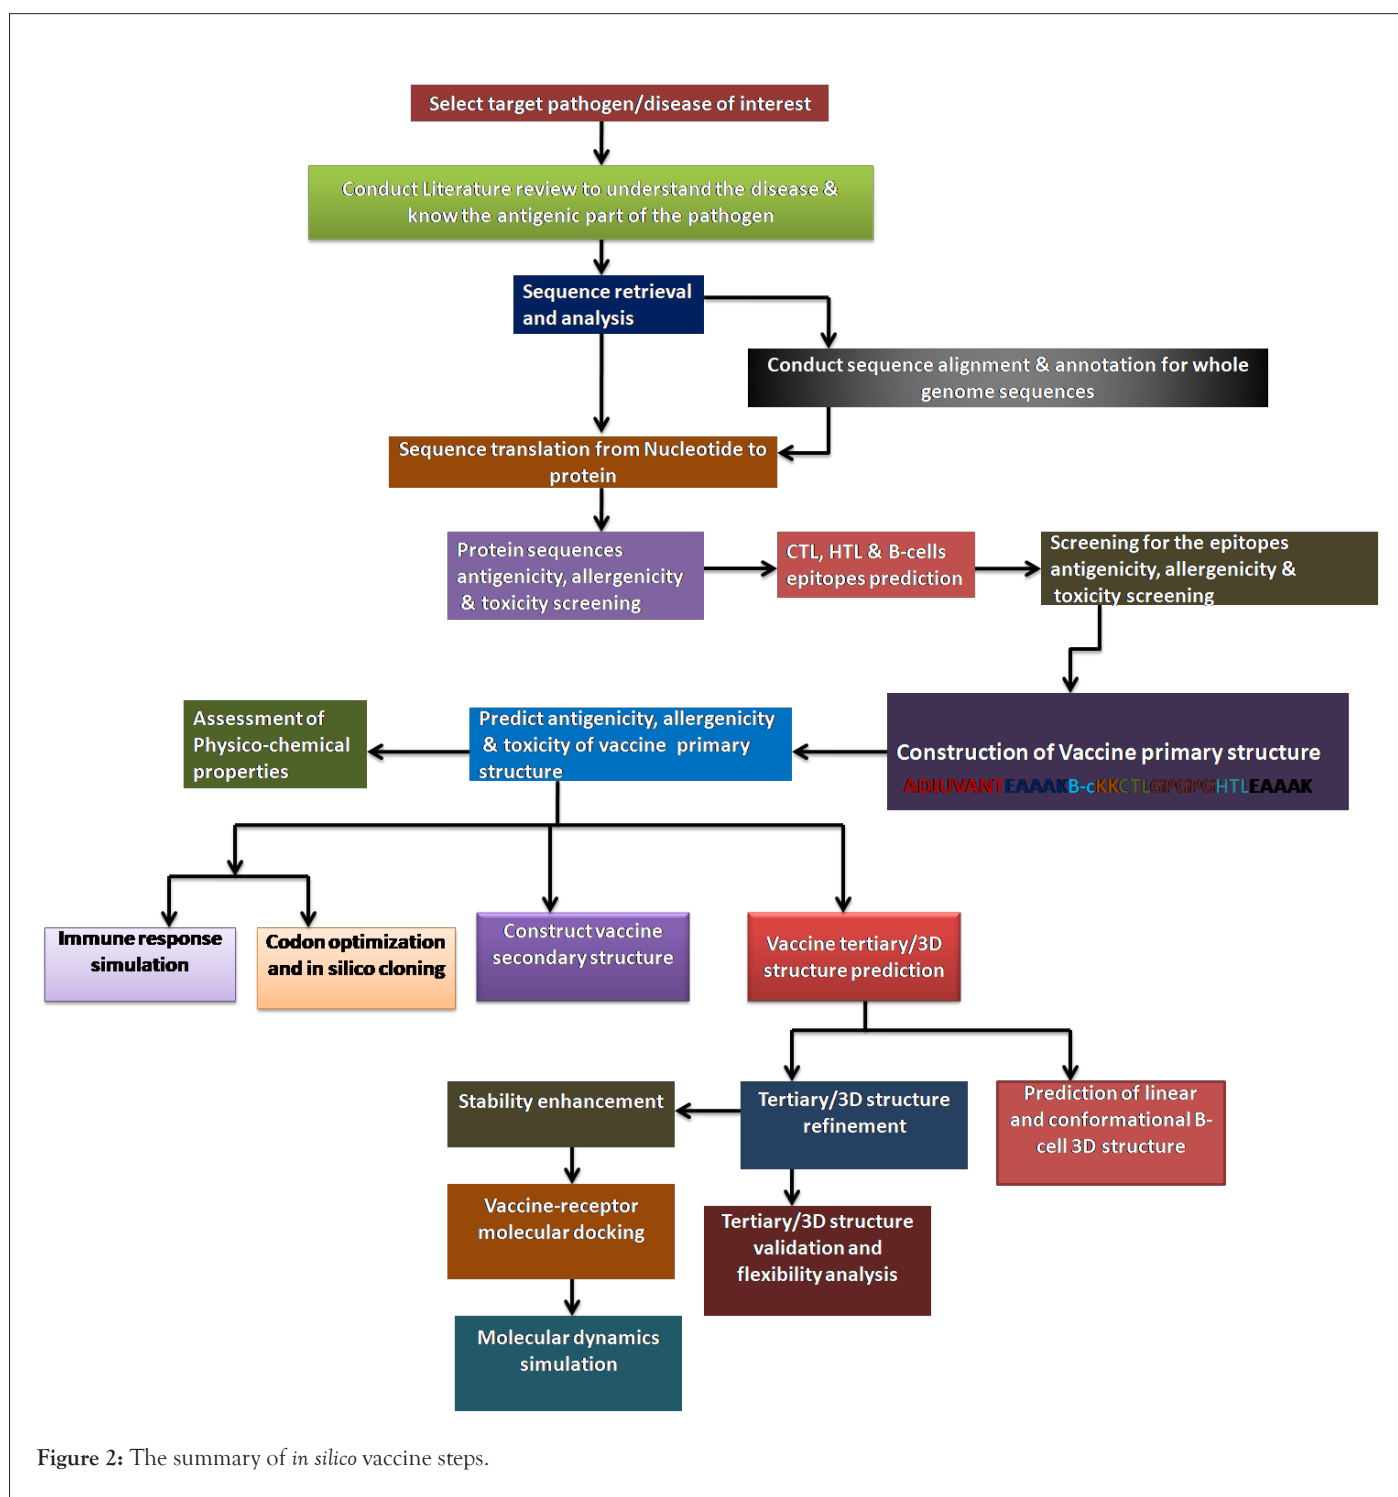 Select target pathogen/disease of interest
Conduct Literature review to understand the disease &
know the antigenic part of the pathogen
Sequence retrieval
and analysis
Conduct sequence alignment & annotation for whole
genome sequences
Sequence translation from Nucleotide to
protein
Protein sequences
antigenicity, allergenicity
& toxicity screening
CTL, HTL & B-cells
epitopes prediction
Screening for the epitopes
antigenicity, allergenicity &
toxicity screening
Assessment of
Physico-chemical
properties
Predict antigenicity, allergenicity
& toxicity of vaccine primary
structure
Construction of Vaccine primary structure
ADJUVANTEAAAKB-cKKCTLGPGPGHTLEAAAK
Immune response
simulation
Codon optimization
and in silico cloning
Construct vaccine
secondary structure
Vaccine tertiary/3D
structure prediction
Stability enhancement
Tertiary/3D structure
refinement
Prediction of linear
and conformational B-
cell 3D structure
Vaccine-receptor
molecular docking
Tertiary/3D structure
validation and
flexibility analysis
Molecular dynamics
simulation
Figure 2: The summary of in silico vaccine steps.